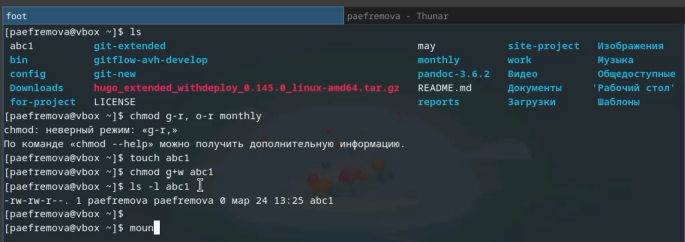 foot
paefremova - Thunar
[paefremova@vbox ~]$ ls
abc1 git-extended may site-project Изображения
bin gitflow-avh-develop monthly work Музыка
config git-new pandoc-3.6.2 Видео Общедоступные
Downloads hugo_extended_withdeploy_0.145.0_linux-amd64.tar.gz README.md Документы 'Рабочий стол'
for-project LICENSE reports Загрузки Шаблоны
[paefremova@vbox ~]$ chmod g-r, o-r monthly
chmod: неверный режим: «g-r,»
По команде «chmod --help» можно получить дополнительную информацию.
[paefremova@vbox ~]$ touch abc1
[paefremova@vbox ~]$ chmod g+w abc1
[paefremova@vbox ~]$ ls -l abc1
-rw-rw-r--. 1 paefremova paefremova 0 мар 24 13:25 abc1
[paefremova@vbox ~]$
[paefremova@vbox ~]$ moun